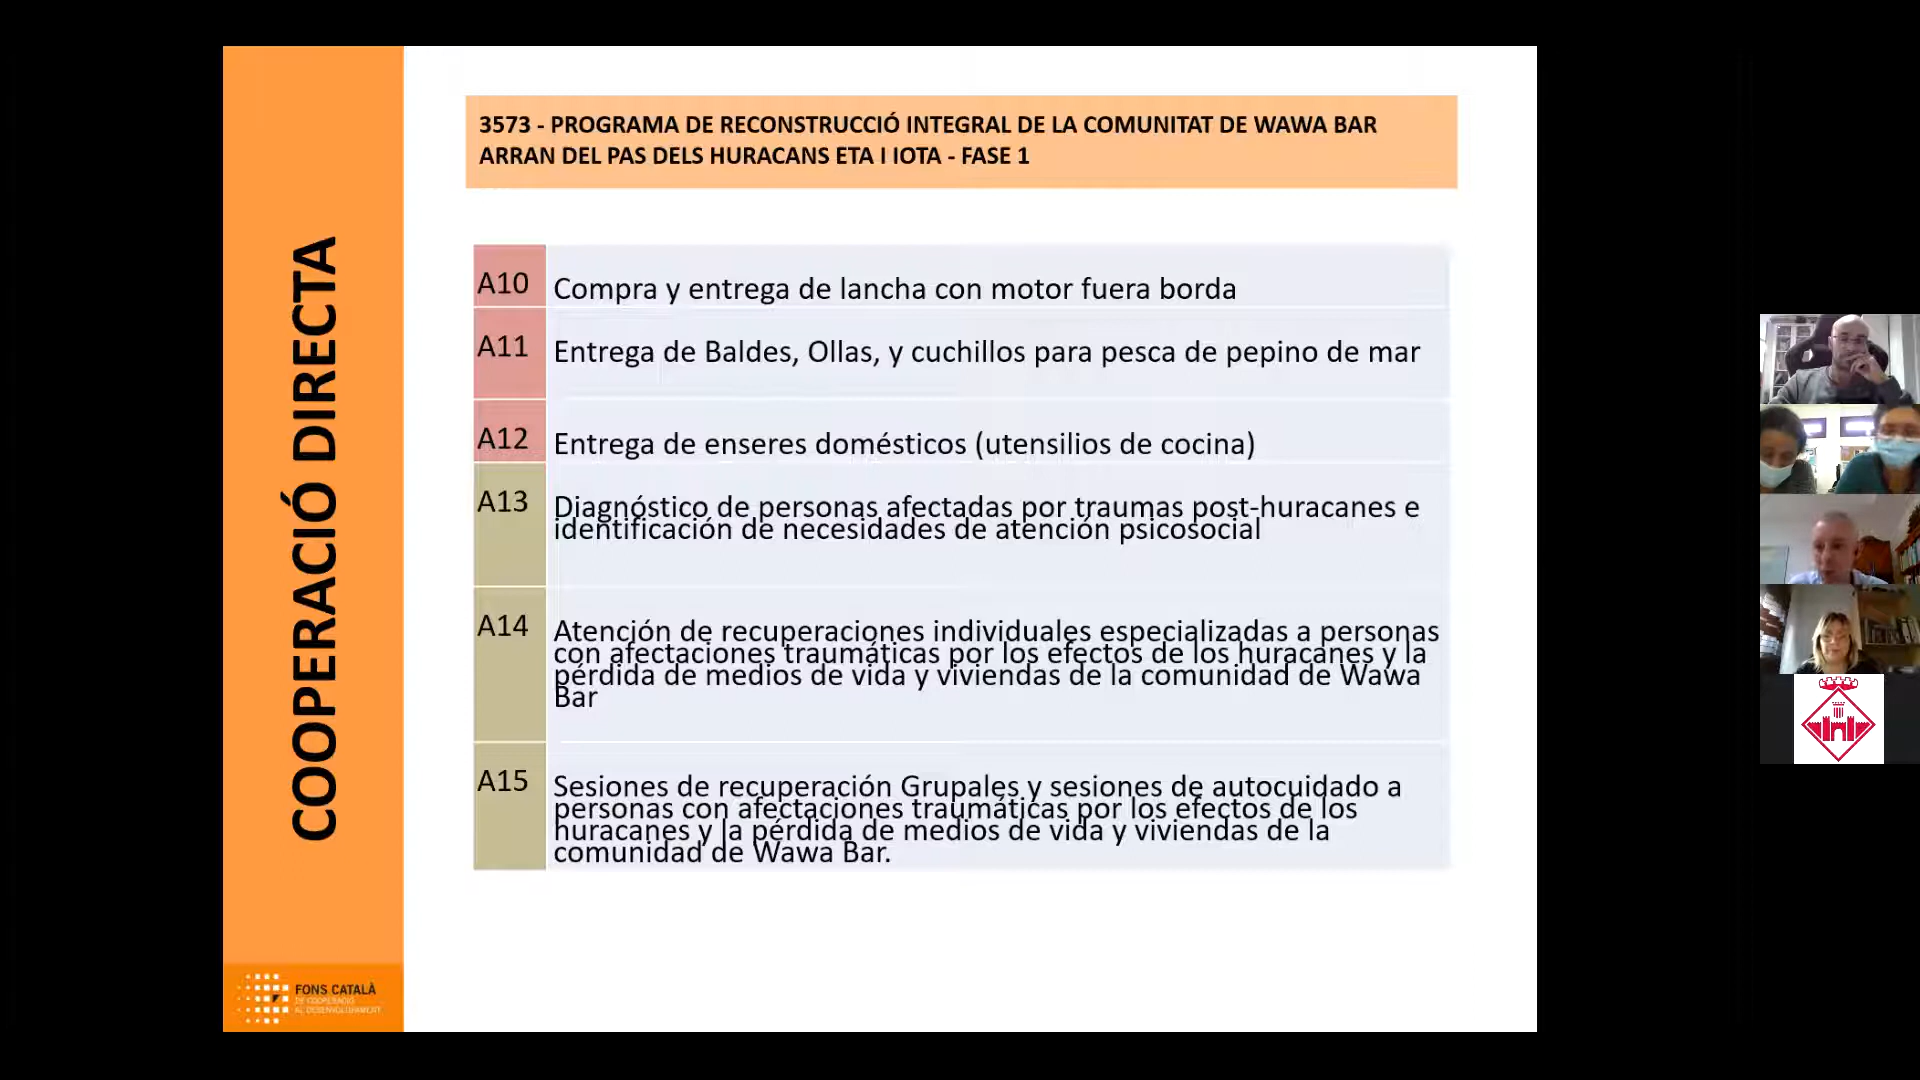 3573 - PROGRAMA DE RECONSTRUCCIÓ INTEGRAL DE LA COMUNITAT DE WAWA BAR
ARRAN DEL PAS DELS HURACANS ETA I IOTA - FASE 1
COOPERACIÓ DIRECTA
A10 Compra y entrega de lancha con motor fuera borda
A11 Entrega de Baldes, Ollas, y cuchillos para pesca de pepino de mar
A12 Entrega de enseres domésticos (utensilios de cocina)
A13 Diagnóstico de personas afectadas por traumas post-huracanes e
identificación de necesidades de atención psicosocial
A14 Atención de recuperaciones individuales especializadas a personas
con afectaciones traumáticas por los efectos de los huracanes y la
pérdida de medios de vida y viviendas de la comunidad de Wawa
Bar
A15 Sesiones de recuperación Grupales y sesiones de autocuidado a
personas con afectaciones traumáticas por los efectos de los
huracanes y la pérdida de medios de vida y viviendas de la
comunidad de Wawa Bar.
FONS CATALÀ
DE COOPERACIÓ
AL DESENVOLUPAMENT